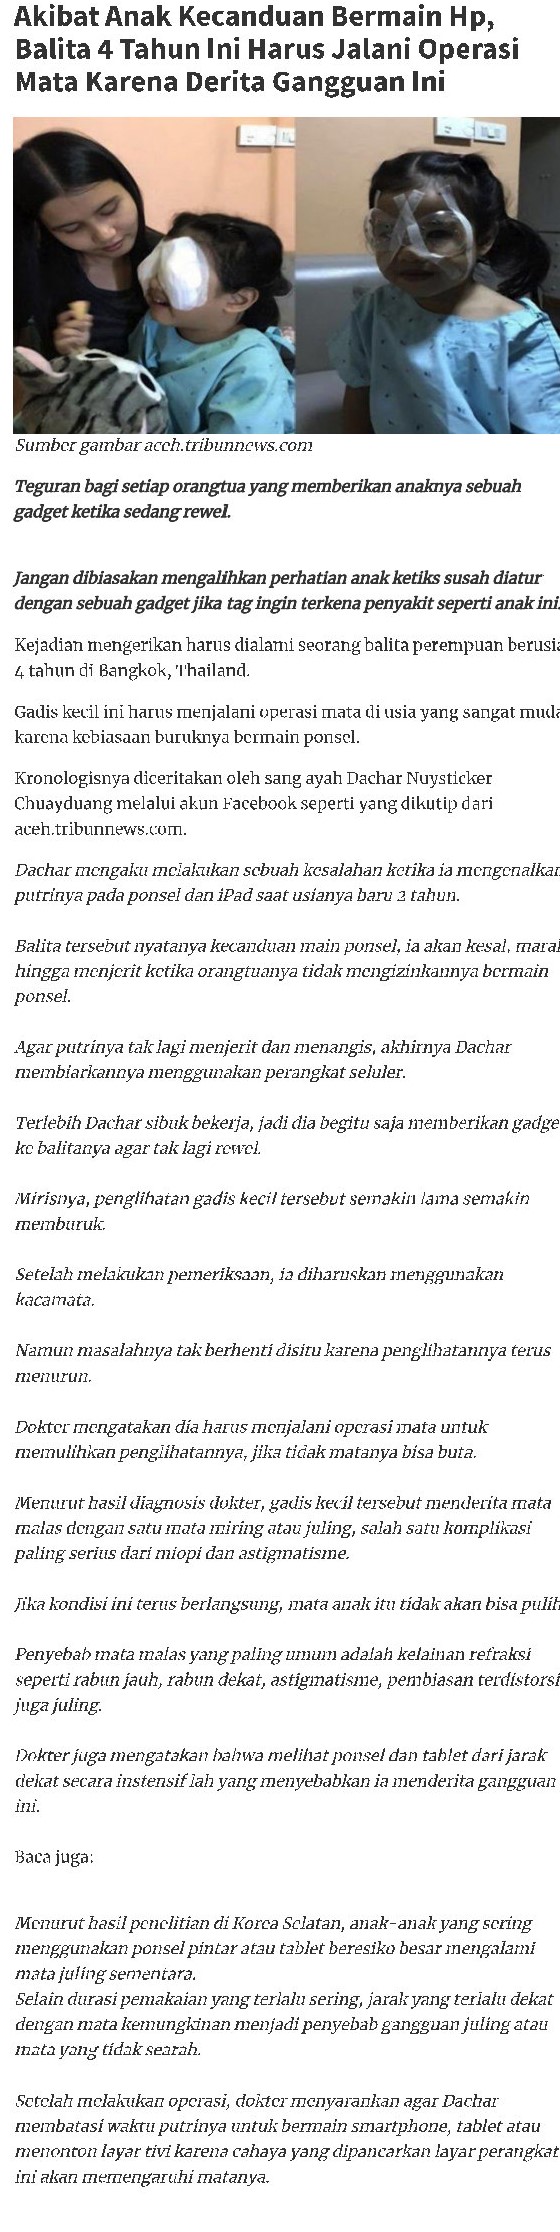 Akibat Anak Kecanduan Bermain Hp,
Balita 4 Tahun Ini Harus Jalani Operasi
Mata Karena Derita Gangguan Ini
Sumber gambar aceh.tribunnews.com
Teguran bagi setiap orangtua yang memberikan anaknya sebuah
gadget ketika sedang rewel.
Jangan dibiasakan mengalihkan perhatian anak ketiks susah diatur
dengan sebuah gadget jika tag ingin terkena penyakit seperti anak ini.
Kejadian mengerikan harus dialami seorang balita perempuan berusia
4 tahun di Bangkok, Thailand.
Gadis kecil ini harus menjalani operasi mata di usia yang sangat muda
karena kebiasaan buruknya bermain ponsel.
Kronologisnya diceritakan oleh sang ayah Dachar Nuysticker
Chuayduang melalui akun Facebook seperti yang dikutip dari
aceh.tribunnews.com.
Dachar mengaku melakukan sebuah kesalahan ketika ia mengenalkan
putrinya pada ponsel dan iPad saat usianya baru 2 tahun.
Balita tersebut nyatanya kecanduan main ponsel, ia akan kesal, marah
hingga menjerit ketika orangtuanya tidak mengizinkannya bermain
ponsel.
Agar putrinya tak lagi menjerit dan menangis, akhirnya Dachar
membiarkannya menggunakan perangkat seluler.
Terlebih Dachar sibuk bekerja, jadi dia begitu saja memberikan gadge
ke balitanya agar tak lagi rewel.
Mirisnya, penglihatan gadis kecil tersebut semakin lama semakin
memburuk.
Setelah melakukan pemeriksaan, ia diharuskan menggunakan
kacamata.
Namun masalahnya tak berhenti disitu karena penglihatannya terus
menurun.
Dokter mengatakan dia harus menjalani operasi mata untuk
memulihkan penglihatannya, jika tidak matanya bisa buta.
Menurut hasil diagnosis dokter, gadis kecil tersebut menderita mata
malas dengan satu mata miring atau juling, salah satu komplikasi
paling serius dari miopi dan astigmatisme.
Jika kondisi ini terus berlangsung, mata anak itu tidak akan bisa pulih
Penyebab mata malas yang paling umum adalah kelainan refraksi
seperti rabun jauh, rabun dekat, astigmatisme, pembiasan terdistorsi
juga juling.
Dokter juga mengatakan bahwa melihat ponsel dan tablet dari jarak
dekat secara instensif lah yang menyebabkan ia menderita gangguan
ini.
Baca juga:
Menurut hasil penelitian di Korea Selatan, anak-anak yang sering
menggunakan ponsel pintar atau tablet beresiko besar mengalami
mata juling sementara.
Selain durasi pemakaian yang terlalu sering, jarak yang terlalu dekat
dengan mata kemungkinan menjadi penyebab gangguan juling atau
mata yang tidak searah.
Setelah melakukan operasi, dokter menyarankan agar Dachar
membatasi waktu putrinya untuk bermain smartphone, tablet atau
menonton layar tivi karena cahaya yang dipancarkan layar perangkat
ini akan memengaruhi matanya.